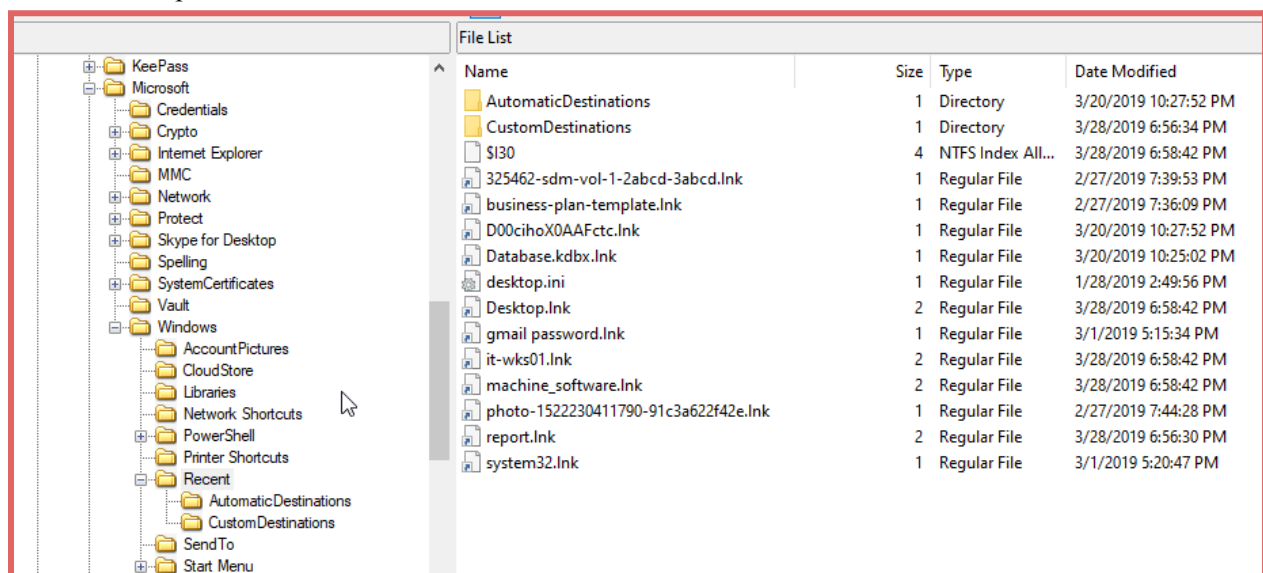 File List
KeePass
Microsoft
Credentials
Crypto
Internet Explorer
MMC
Network
Protect
Skype for Desktop
Spelling
SystemCertificates
Vault
Windows
AccountPictures
CloudStore
Libraries
Network Shortcuts
PowerShell
Printer Shortcuts
Recent
AutomaticDestinations
CustomDestinations
SendTo
Start Menu
Name Size Type Date Modified
AutomaticDestinations 1 Directory 3/20/2019 10:27:52 PM
CustomDestinations 1 Directory 3/28/2019 6:56:34 PM
$I30 4 NTFS Index All... 3/28/2019 6:58:42 PM
325462-sdm-vol-1-2abcd-3abcd.lnk 1 Regular File 2/27/2019 7:39:53 PM
business-plan-template.lnk 1 Regular File 2/27/2019 7:36:09 PM
D00cihoX0AAFctc.lnk 1 Regular File 3/20/2019 10:27:52 PM
Database.kdbx.lnk 1 Regular File 3/20/2019 10:25:02 PM
desktop.ini 1 Regular File 1/28/2019 2:49:56 PM
Desktop.lnk 2 Regular File 3/28/2019 6:58:42 PM
gmail password.lnk 1 Regular File 3/1/2019 5:15:34 PM
it-wks01.lnk 2 Regular File 3/28/2019 6:58:42 PM
machine_software.lnk 2 Regular File 3/28/2019 6:58:42 PM
photo-1522230411790-91c3a622f42e.lnk 1 Regular File 2/27/2019 7:44:28 PM
report.lnk 2 Regular File 3/28/2019 6:56:30 PM
system32.lnk 1 Regular File 3/1/2019 5:20:47 PM